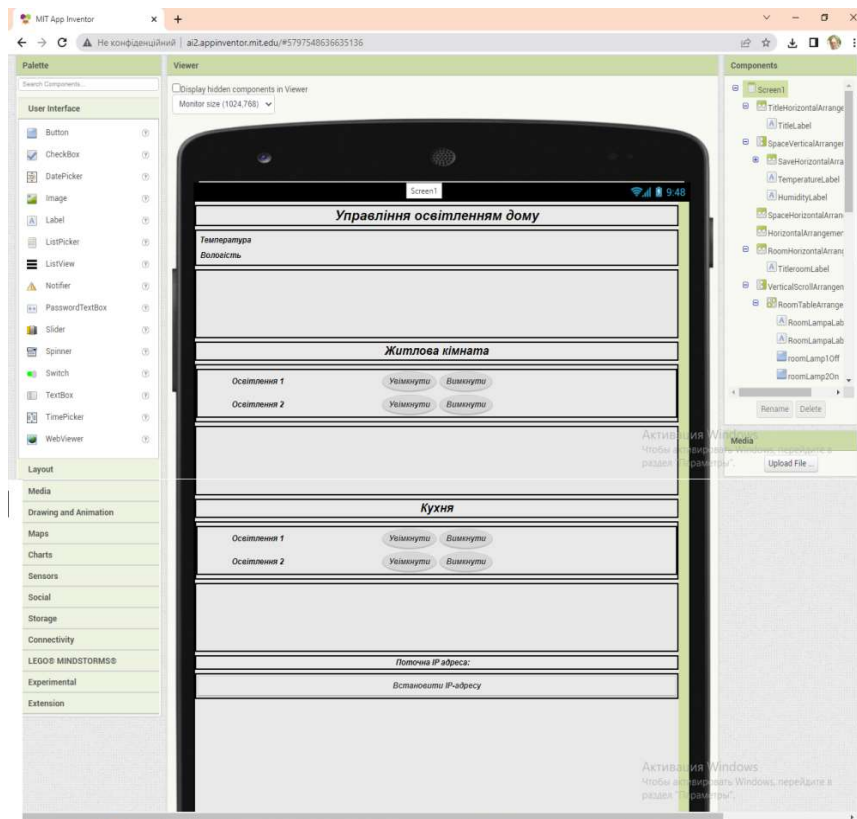 MIT App Inventor
Не конфіденційний | ai2.appinventor.mit.edu/#5797548636635136
Palette
Search Components...
User Interface
Button
CheckBox
DatePicker
Image
Label
ListPicker
ListView
Notifier
PasswordTextBox
Slider
Spinner
Switch
TextBox
TimePicker
WebViewer
Layout
Media
Drawing and Animation
Maps
Charts
Sensors
Social
Storage
Connectivity
LEGO® MINDSTORMS®
Experimental
Extension
Viewer
Display hidden components in Viewer
Monitor size (1024,768)
Screen1
9:48
Управління освітленням дому
Температура
Вологість
Житлова кімната
Освітлення 1 Увімкнути Вимкнути
Освітлення 2 Увімкнути Вимкнути
Кухня
Освітлення 1 Увімкнути Вимкнути
Освітлення 2 Увімкнути Вимкнути
Поточна IP адреса:
Встановити IP-адресу
Components
Screen1
TitleHorizontalArrange
TitleLabel
SpaceVerticalArranger
SaveHorizontalArra
TemperatureLabel
HumidityLabel
SpaceHorizontalArran
HorizontalArrangemer
RoomHorizontalArrang
TitleroomLabel
VerticalScrollArrangen
RoomTableArrange
RoomLampaLab
RoomLampaLab
roomLamp1Off
roomLamp2On
Rename Delete
Media
Upload File ...
Активация Windows
Чтобы активировать Windows, перейдите в
раздел "Параметры".
Активация Windows
Чтобы активировать Windows, перейдите в
раздел "Параметры".